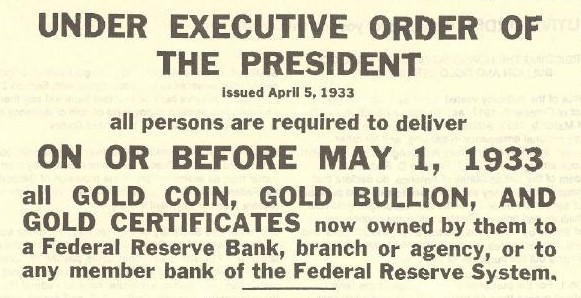 UNDER EXECUTIVE ORDER OF
THE PRESIDENT
issued April 5, 1933
all persons are required to deliver
ON OR BEFORE MAY 1, 1933
all GOLD COIN, GOLD BULLION, AND
GOLD CERTIFICATES now owned by them to
a Federal Reserve Bank, branch or agency, or to
any member bank of the Federal Reserve System.